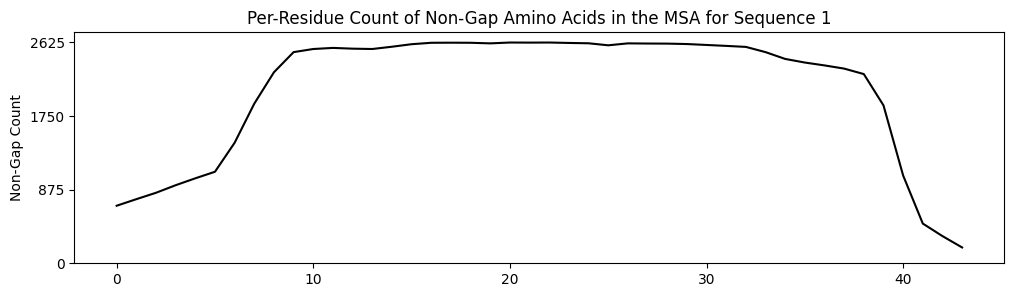 Per-Residue Count of Non-Gap Amino Acids in the MSA for Sequence 1
Non-Gap Count
2625
1750
875
0
0 10 20 30 40